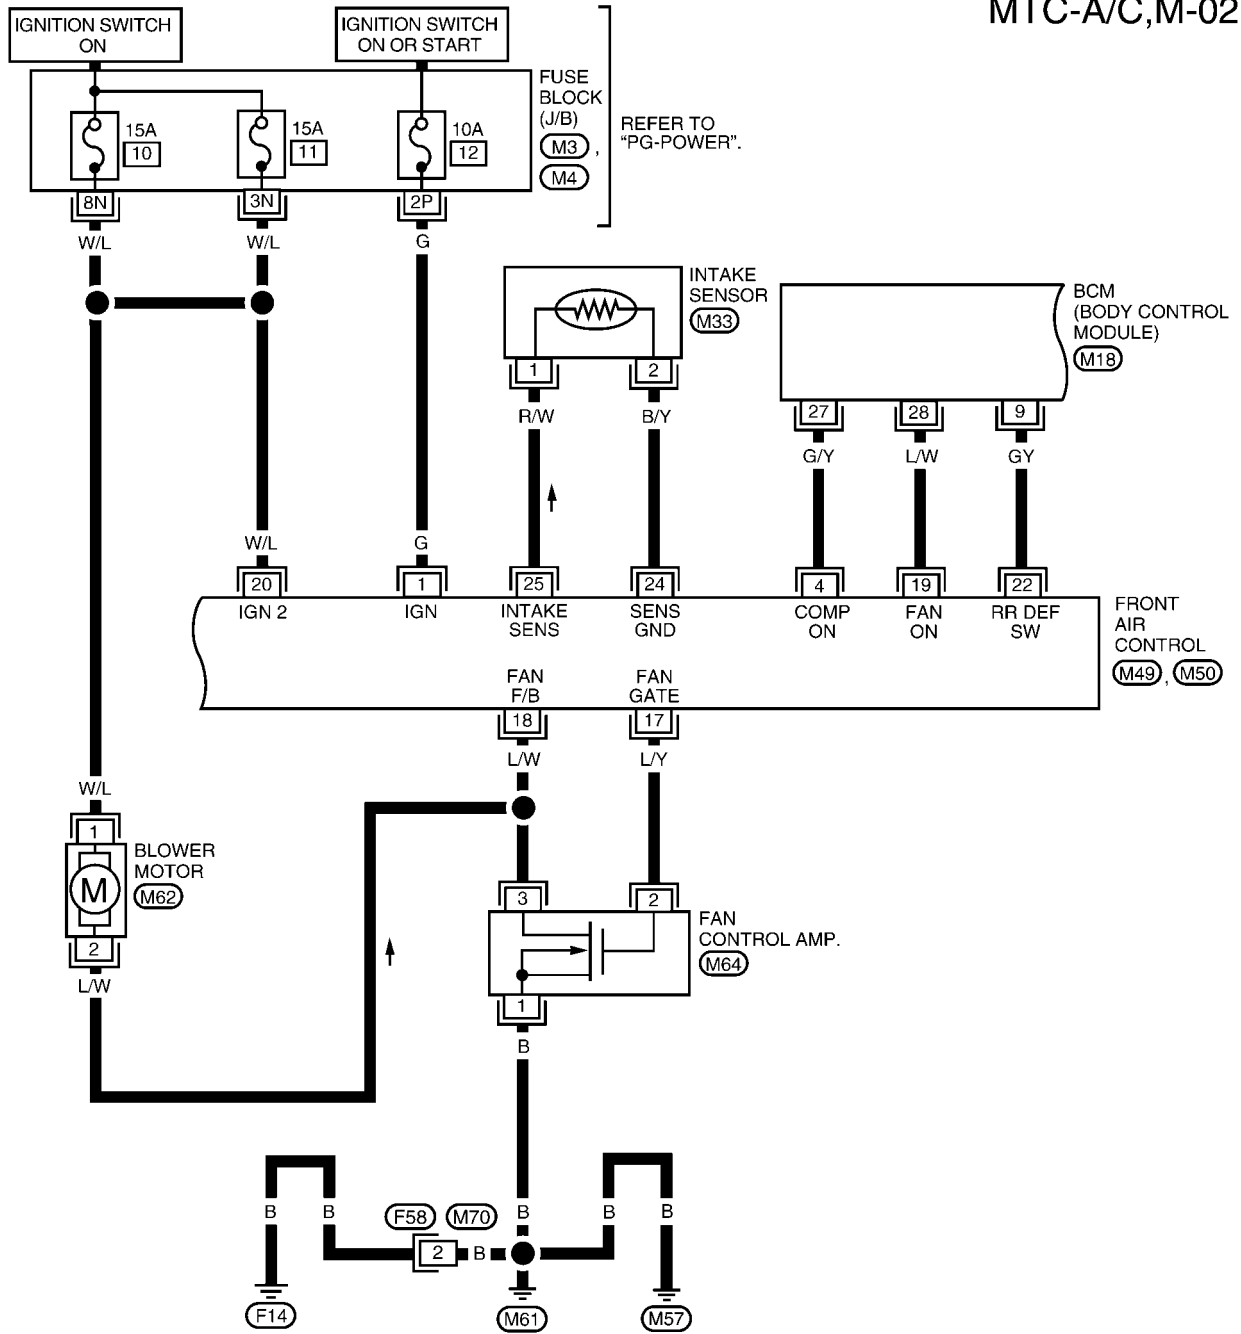 MTC-A/C,M-02
IGNITION SWITCH
ON
IGNITION SWITCH
ON OR START
FUSE
BLOCK
(J/B)
M3 ,
M4
REFER TO
“PG-POWER”.
15A
10
15A
11
10A
12
8N
3N
2P
W/L
W/L
G
INTAKE
SENSOR
M33
BCM
(BODY CONTROL
MODULE)
M18
1
2
27
28
9
R/W
B/Y
G/Y
L/W
GY
W/L
G
20
1
25
24
4
19
22
IGN 2
IGN
INTAKE
SENS
SENS
GND
COMP
ON
FAN
ON
RR DEF
SW
FRONT
AIR
CONTROL
M49 , M50
FAN
F/B
FAN
GATE
18
17
L/W
L/Y
W/L
1
BLOWER
MOTOR
M62
M
2
L/W
3
2
FAN
CONTROL AMP.
M64
1
B
B
B
F58
M70
B
B
B
2
B
F14
M61
M57